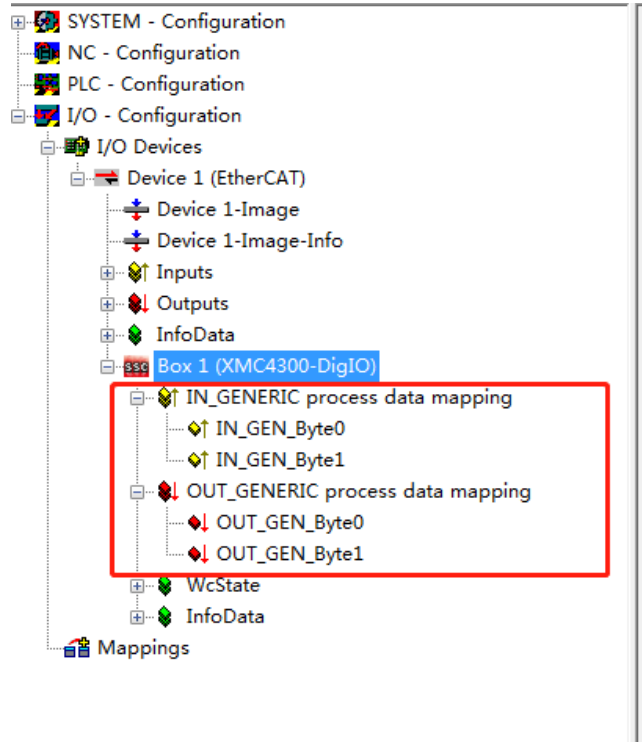 SYSTEM - Configuration
NC - Configuration
PLC - Configuration
I/O - Configuration
I/O Devices
Device 1 (EtherCAT)
Device 1-Image
Device 1-Image-Info
Inputs
Outputs
InfoData
ssc Box 1 (XMC4300-DigIO)
IN_GENERIC process data mapping
IN_GEN_Byte0
IN_GEN_Byte1
OUT_GENERIC process data mapping
OUT_GEN_Byte0
OUT_GEN_Byte1
WcState
InfoData
Mappings